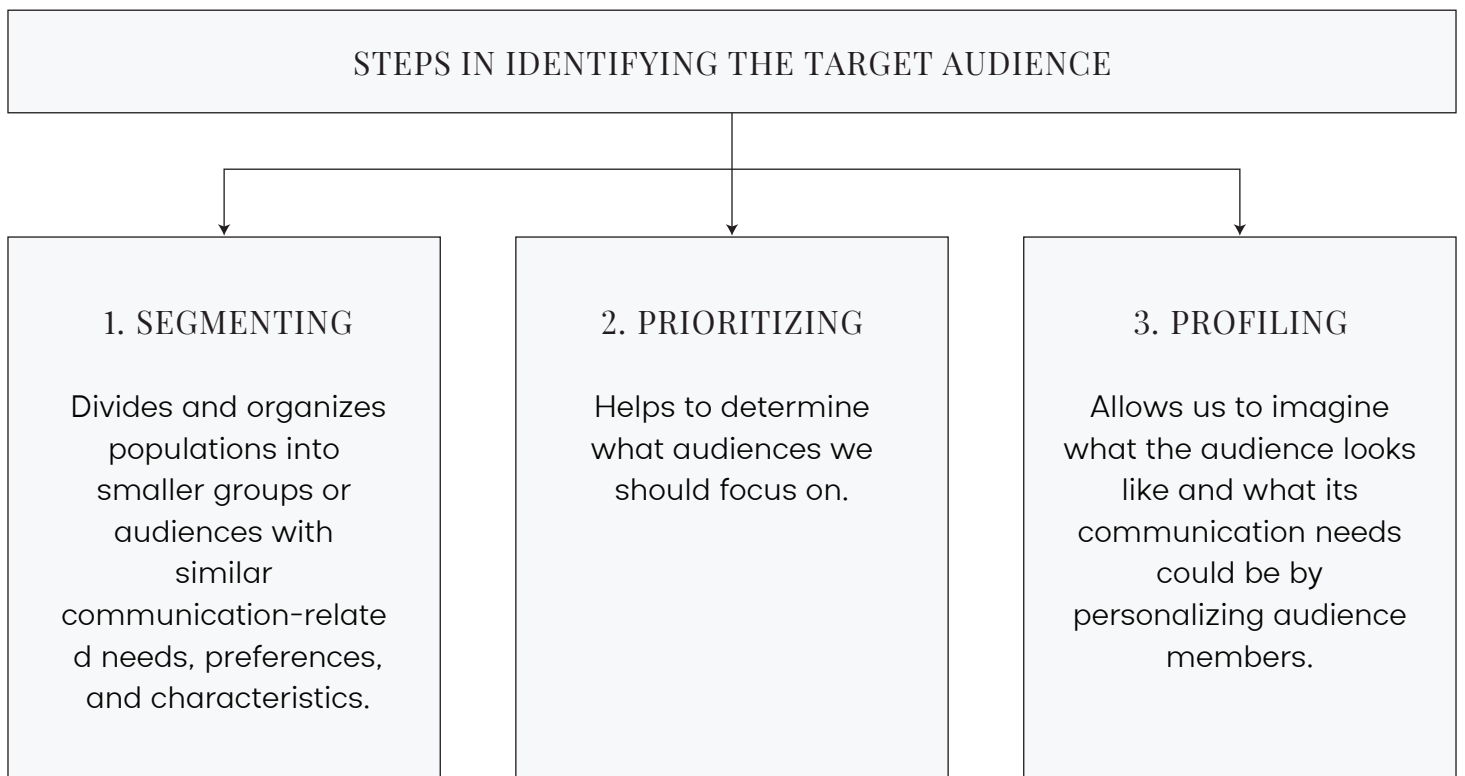 STEPS IN IDENTIFYING THE TARGET AUDIENCE
1. SEGMENTING
Divides and organizes
populations into
smaller groups or
audiences with
similar
communication-relate
d needs, preferences,
and characteristics.
2. PRIORITIZING
Helps to determine
what audiences we
should focus on.
3. PROFILING
Allows us to imagine
what the audience looks
like and what its
communication needs
could be by
personalizing audience
members.